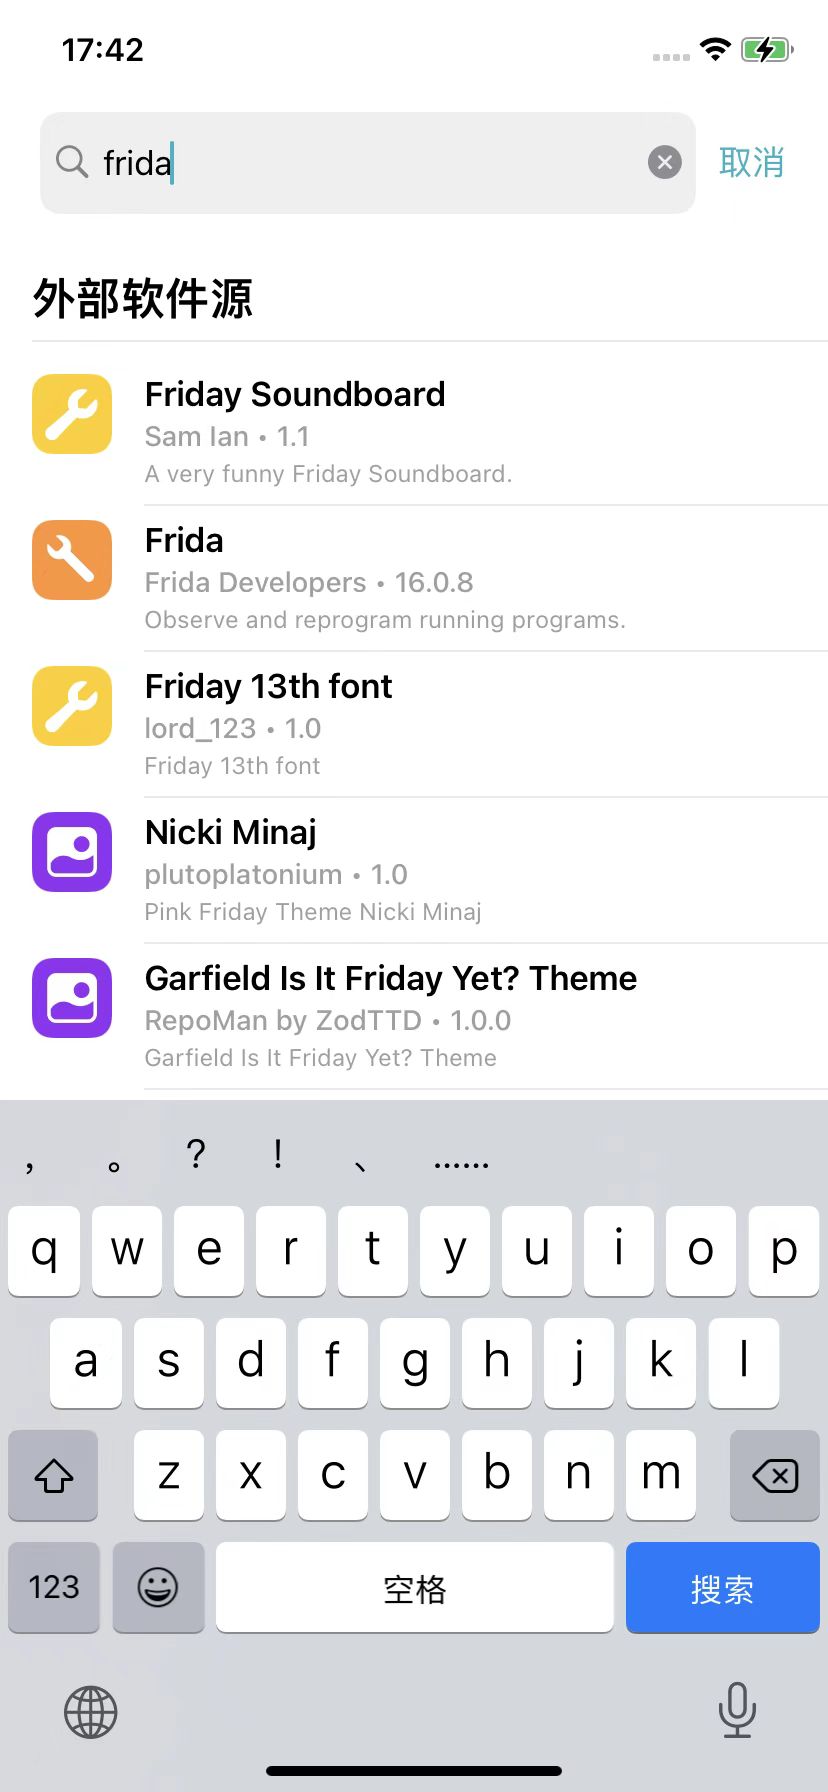 17:42
frida
取消
外部软件源
Friday Soundboard
Sam Ian • 1.1
A very funny Friday Soundboard.
Frida
Frida Developers • 16.0.8
Observe and reprogram running programs.
Friday 13th font
lord_123 • 1.0
Friday 13th font
Nicki Minaj
plutoplatonium • 1.0
Pink Friday Theme Nicki Minaj
Garfield Is It Friday Yet? Theme
RepoMan by ZodTTD • 1.0.0
Garfield Is It Friday Yet? Theme
， 。 ？ ！ 、 ……
q w e r t y u i o p
a s d f g h j k l
z x c v b n m
123 空格 搜索